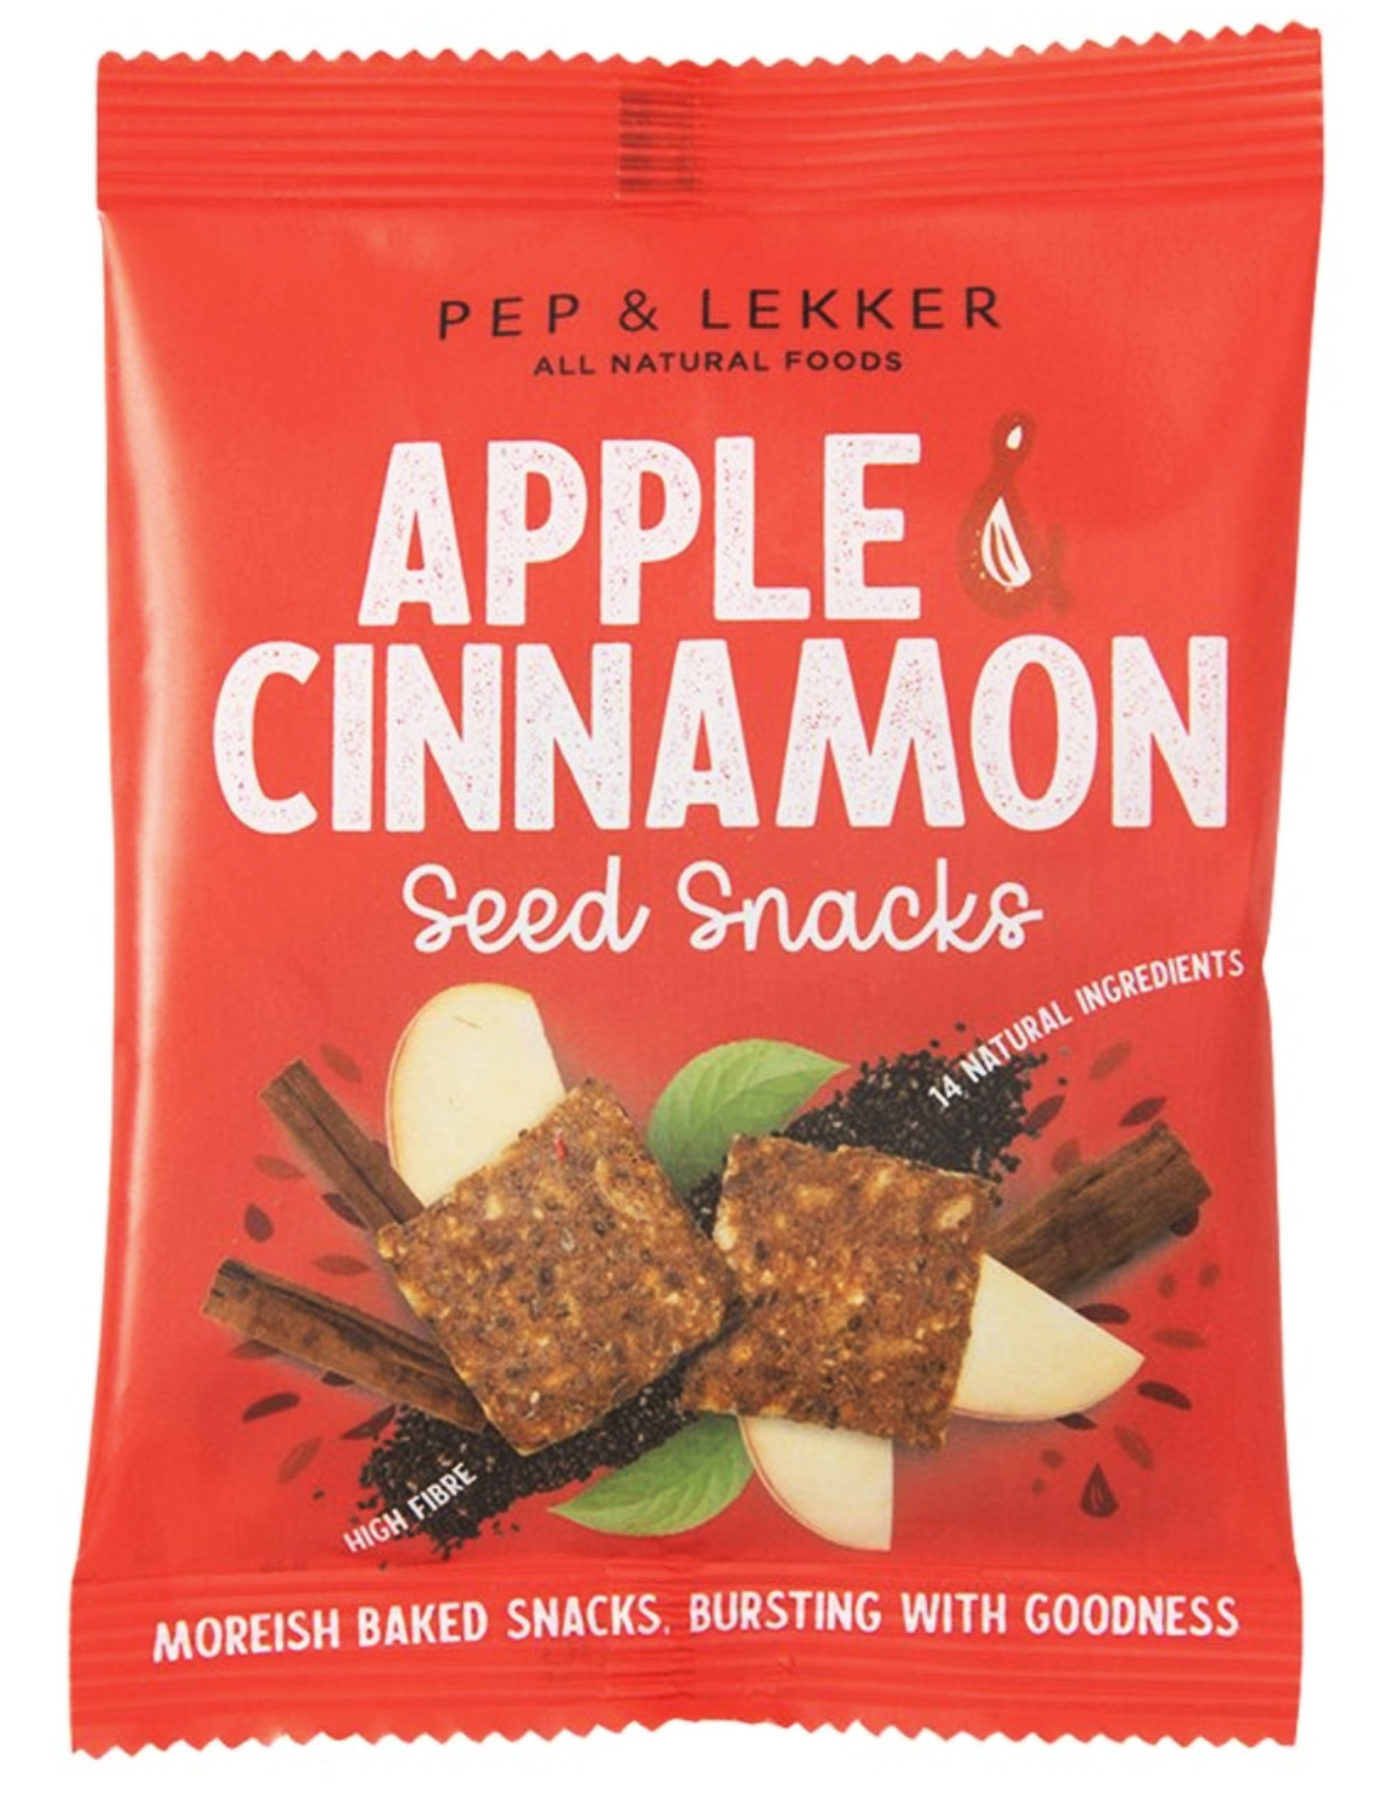 PEP & LEKKER
ALL NATURAL FOODS
APPLE &
CINNAMON
Seed Snacks
14 NATURAL INGREDIENTS
HIGH FIBRE
MOREISH BAKED SNACKS, BURSTING WITH GOODNESS